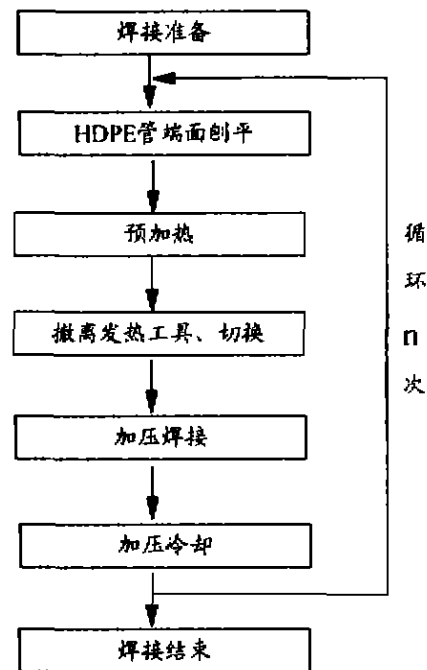 焊接准备
HDPE管端面刨平
预加热
撤离发热工具、切换
加压焊接
加压冷却
焊接结束
循
环
n
次